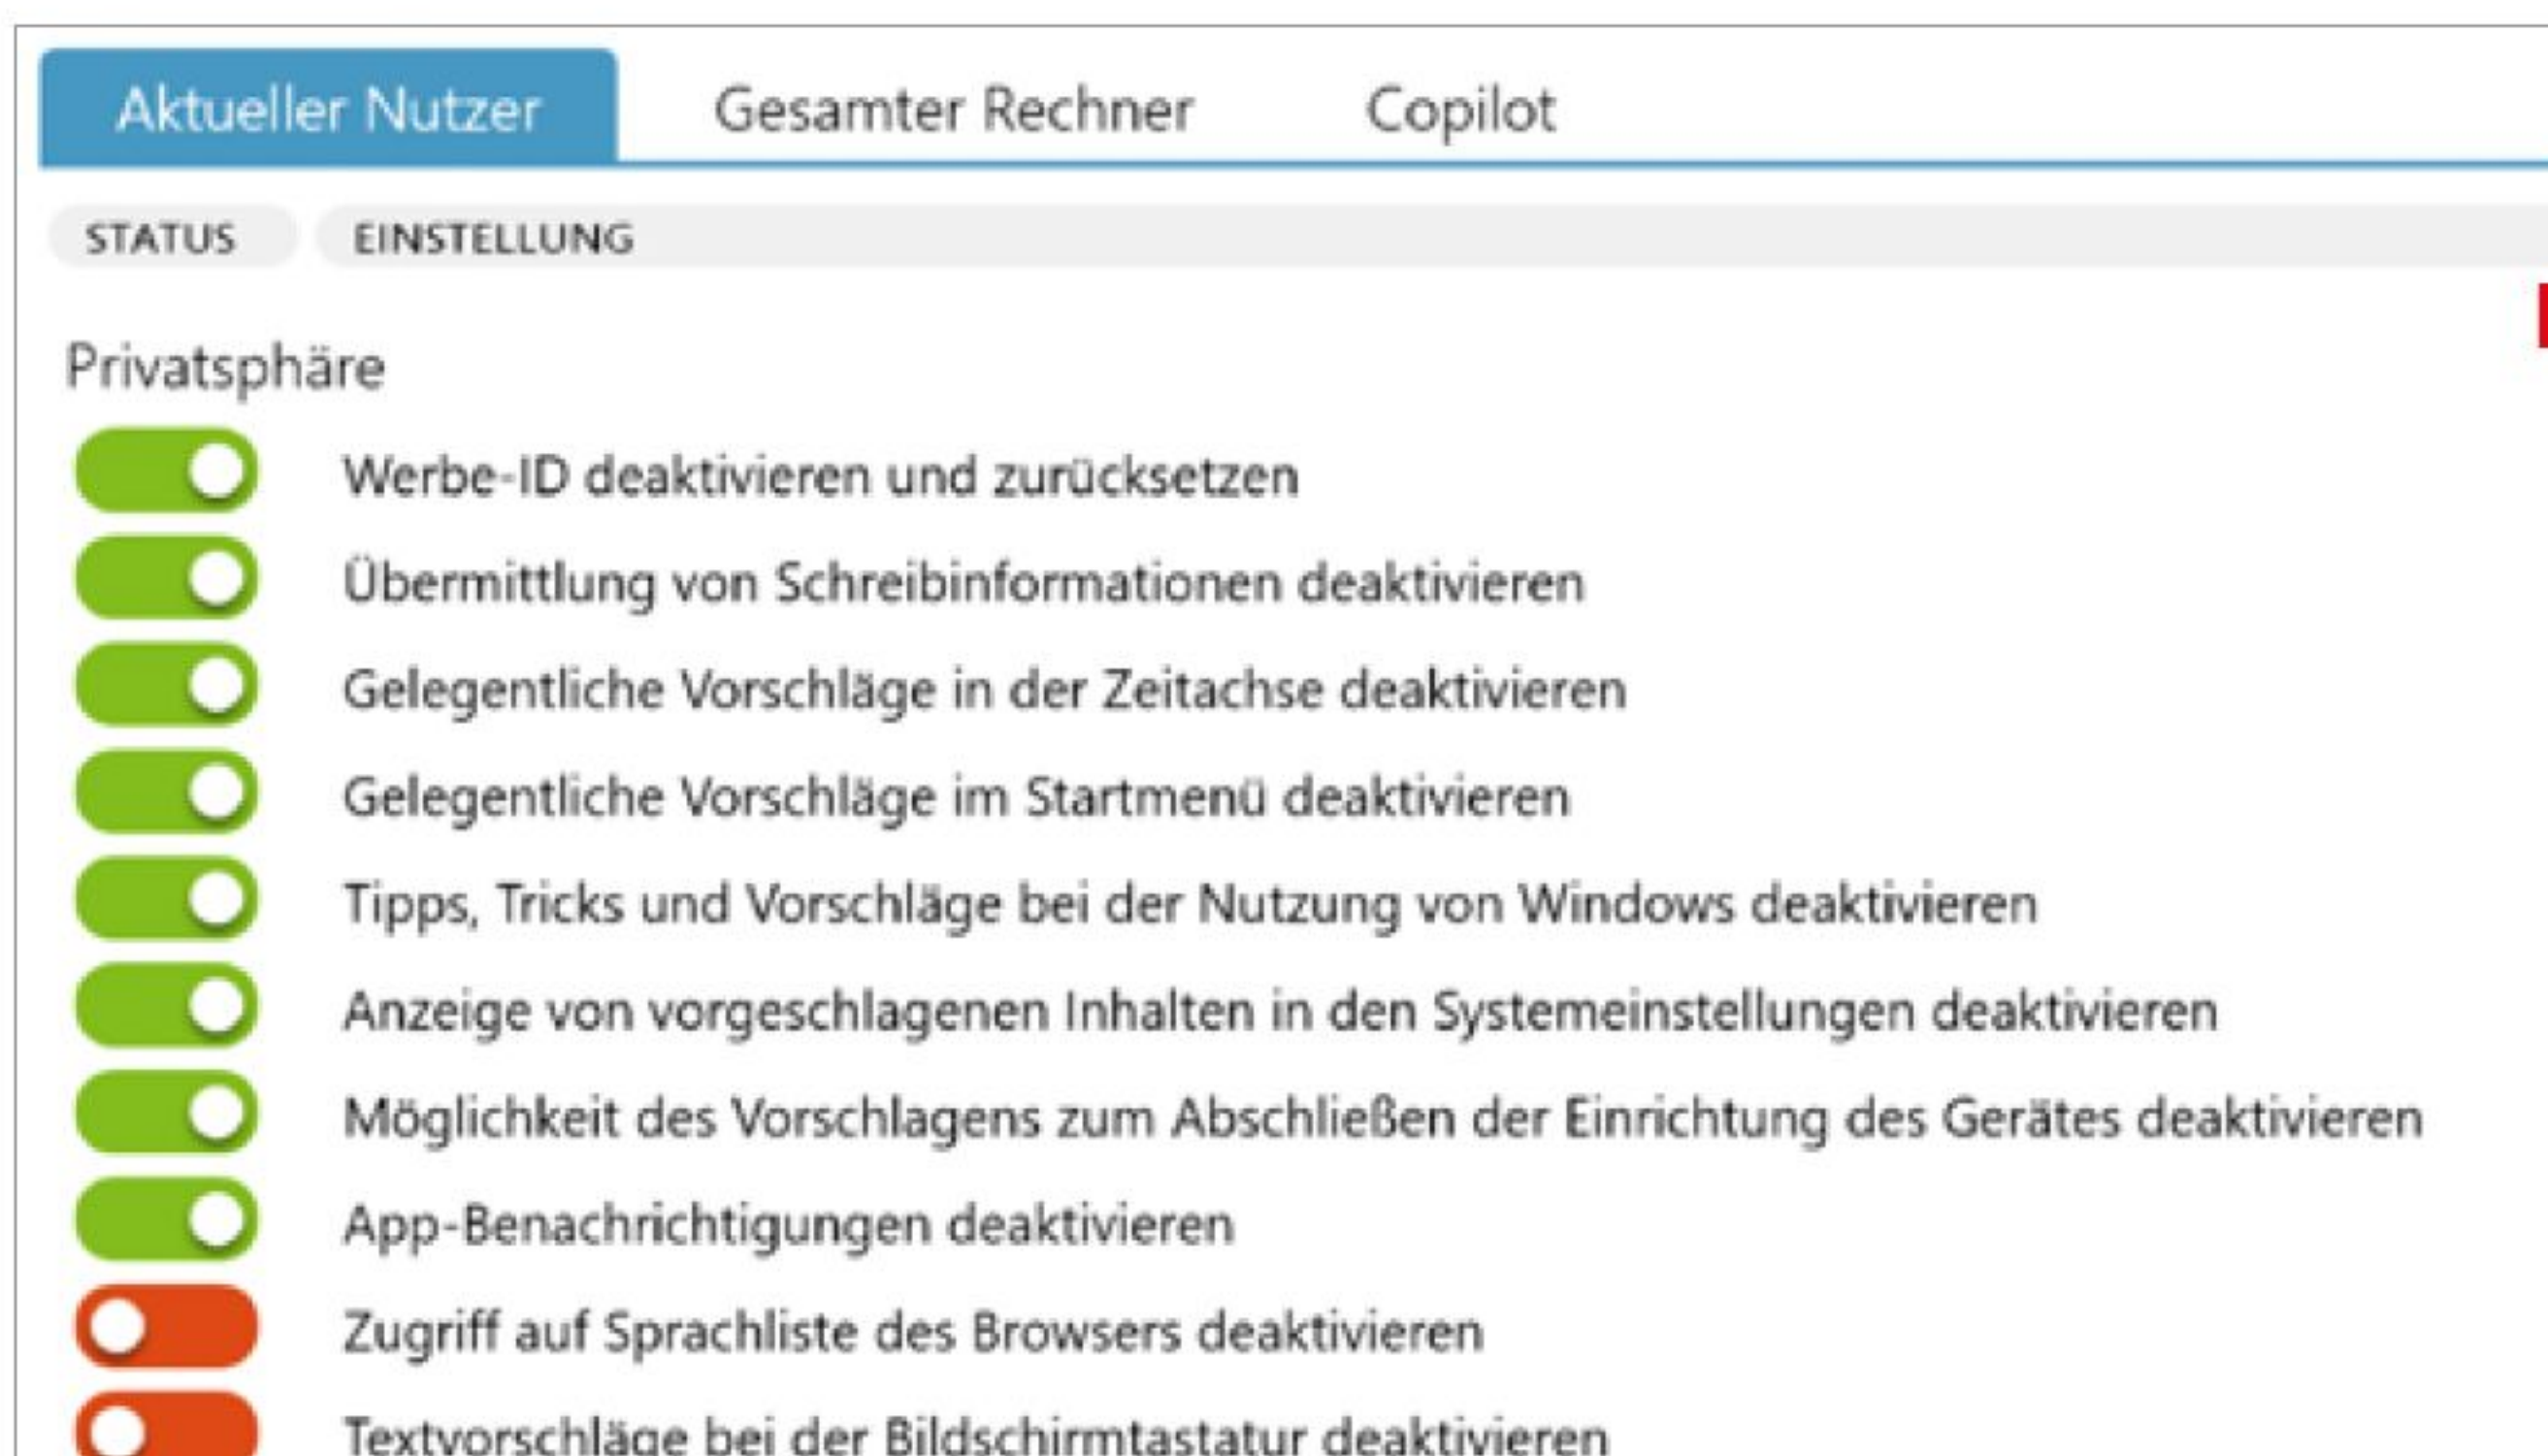 Aktueller Nutzer Gesamter Rechner Copilot
STATUS EINSTELLUNG
Privatsphäre
Werbe-ID deaktivieren und zurücksetzen
Übermittlung von Schreibinformationen deaktivieren
Gelegentliche Vorschläge in der Zeitachse deaktivieren
Gelegentliche Vorschläge im Startmenü deaktivieren
Tipps, Tricks und Vorschläge bei der Nutzung von Windows deaktivieren
Anzeige von vorgeschlagenen Inhalten in den Systemeinstellungen deaktivieren
Möglichkeit des Vorschlagens zum Abschließen der Einrichtung des Gerätes deaktivieren
App-Benachrichtigungen deaktivieren
Zugriff auf Sprachliste des Browsers deaktivieren
Textvorschläge bei der Bildschirmtastatur deaktivieren